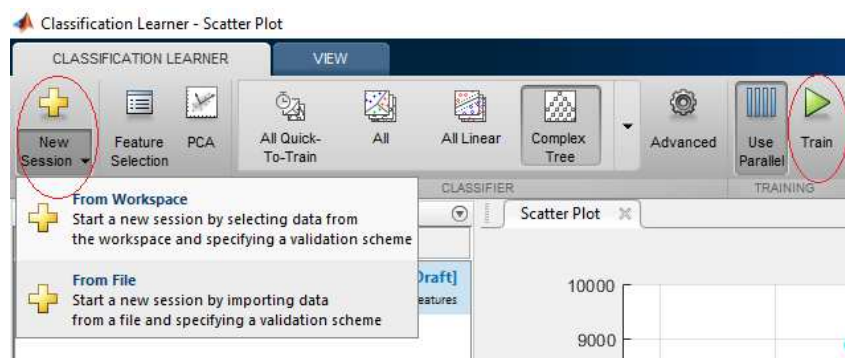 Classification Learner - Scatter Plot
CLASSIFICATION LEARNER
VIEW
New
Session
Feature
Selection
PCA
All Quick-
To-Train
All
All Linear
Complex
Tree
Advanced
Use
Parallel
Train
CLASSIFIER
TRAINING
From Workspace
Start a new session by selecting data from
the workspace and specifying a validation scheme
From File
Start a new session by importing data
from a file and specifying a validation scheme
Draft]
eatures
Scatter Plot
10000
9000